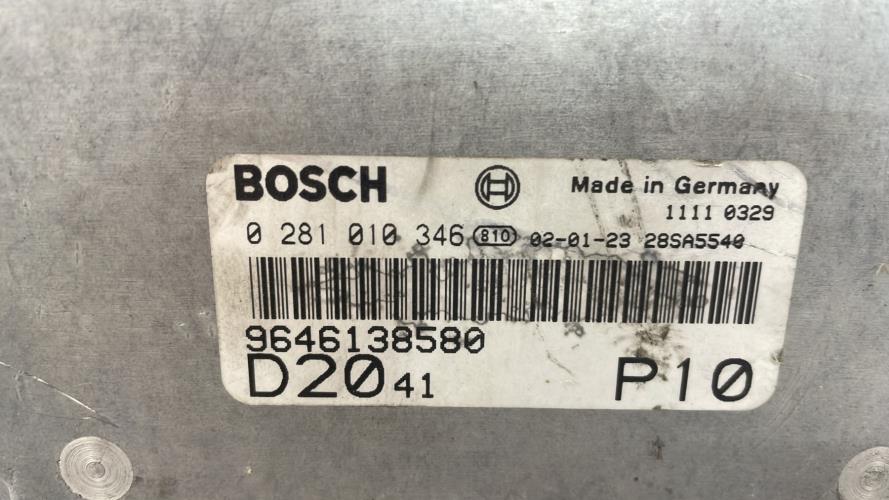 BOSCH Made in Germany
1111 0329
0 281 010 346 810 02-01-23 28SA5540
9646138580
D20 41 P10